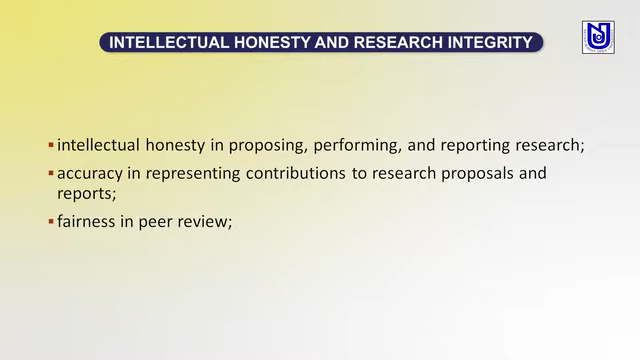 INTELLECTUAL HONESTY AND RESEARCH INTEGRITY
▪intellectual honesty in proposing, performing, and reporting research;
▪accuracy in representing contributions to research proposals and
reports;
▪fairness in peer review;